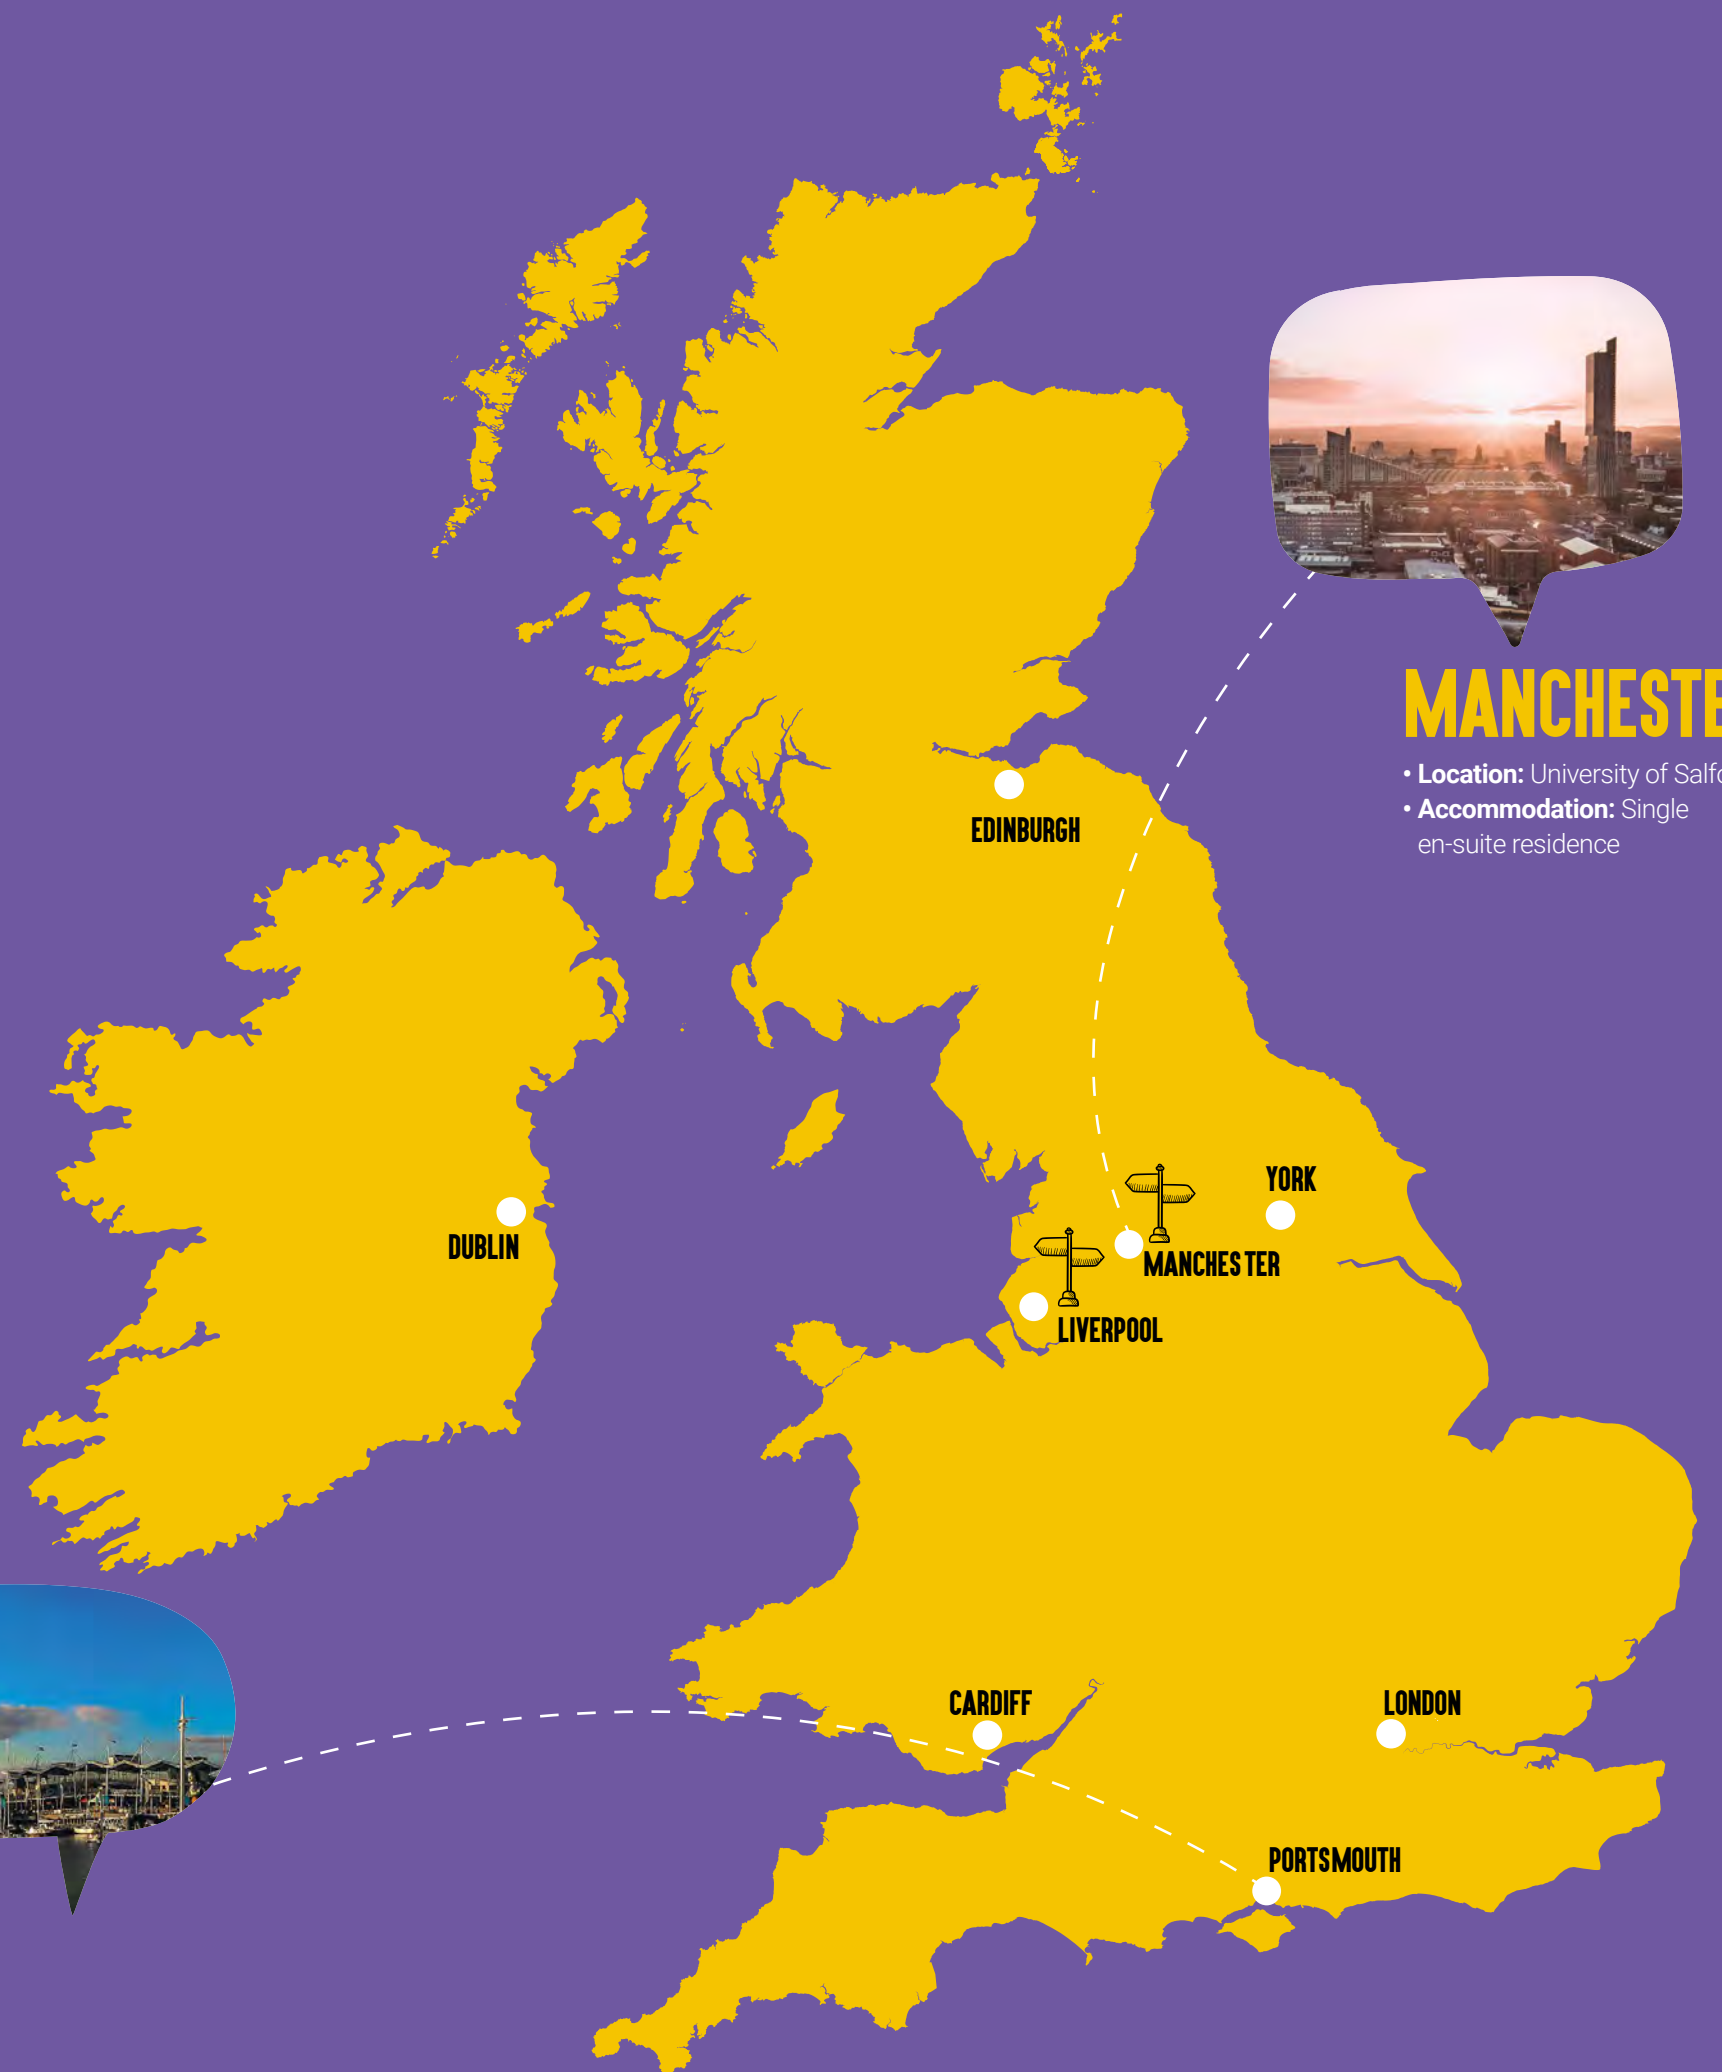 MANCHESTE
• Location: University of Salfo
• Accommodation: Single
en-suite residence
EDINBURGH
YORK
DUBLIN
MANCHESTER
LIVERPOOL
CARDIFF
LONDON
PORTSMOUTH